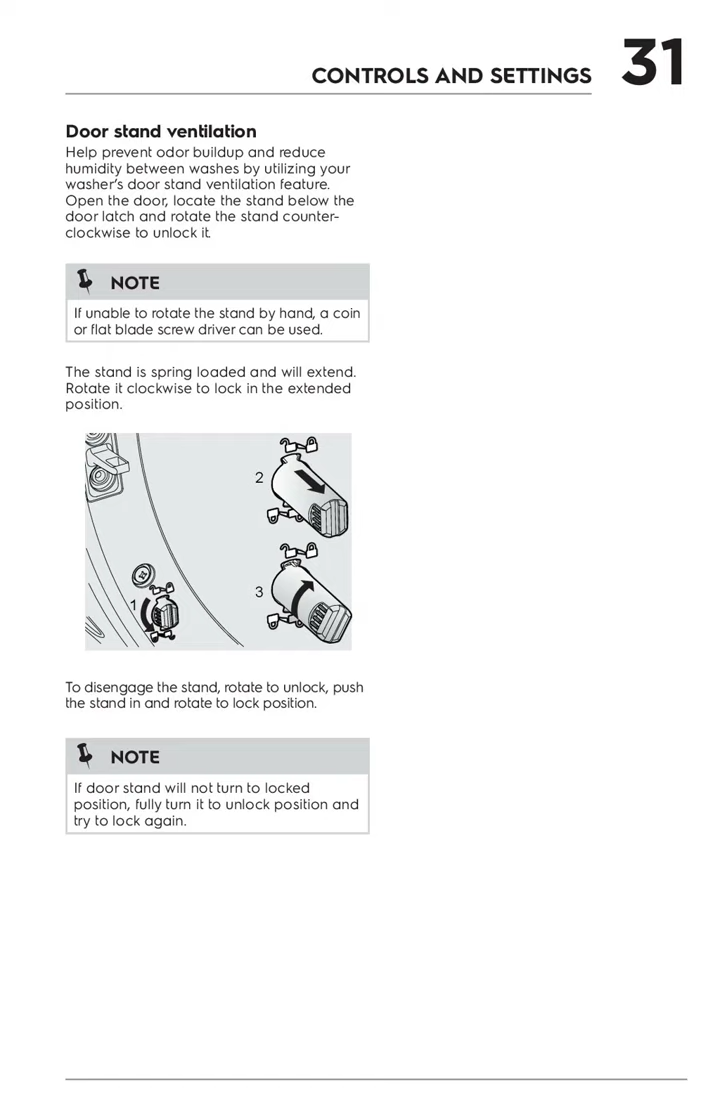 CONTROLS AND SETTINGS 31
Door stand ventilation
Help prevent odor buildup and reduce
humidity between washes by utilizing your
washer's door stand ventilation feature.
Open the door, locate the stand below the
door latch and rotate the stand counter-
clockwise to unlock it.
NOTE
If unable to rotate the stand by hand, a coin
or flat blade screw driver can be used.
The stand is spring loaded and will extend.
Rotate it clockwise to lock in the extended
position.
2
3
1
To disengage the stand, rotate to unlock, push
the stand in and rotate to lock position.
NOTE
If door stand will not turn to locked
position, fully turn it to unlock position and
try to lock again.